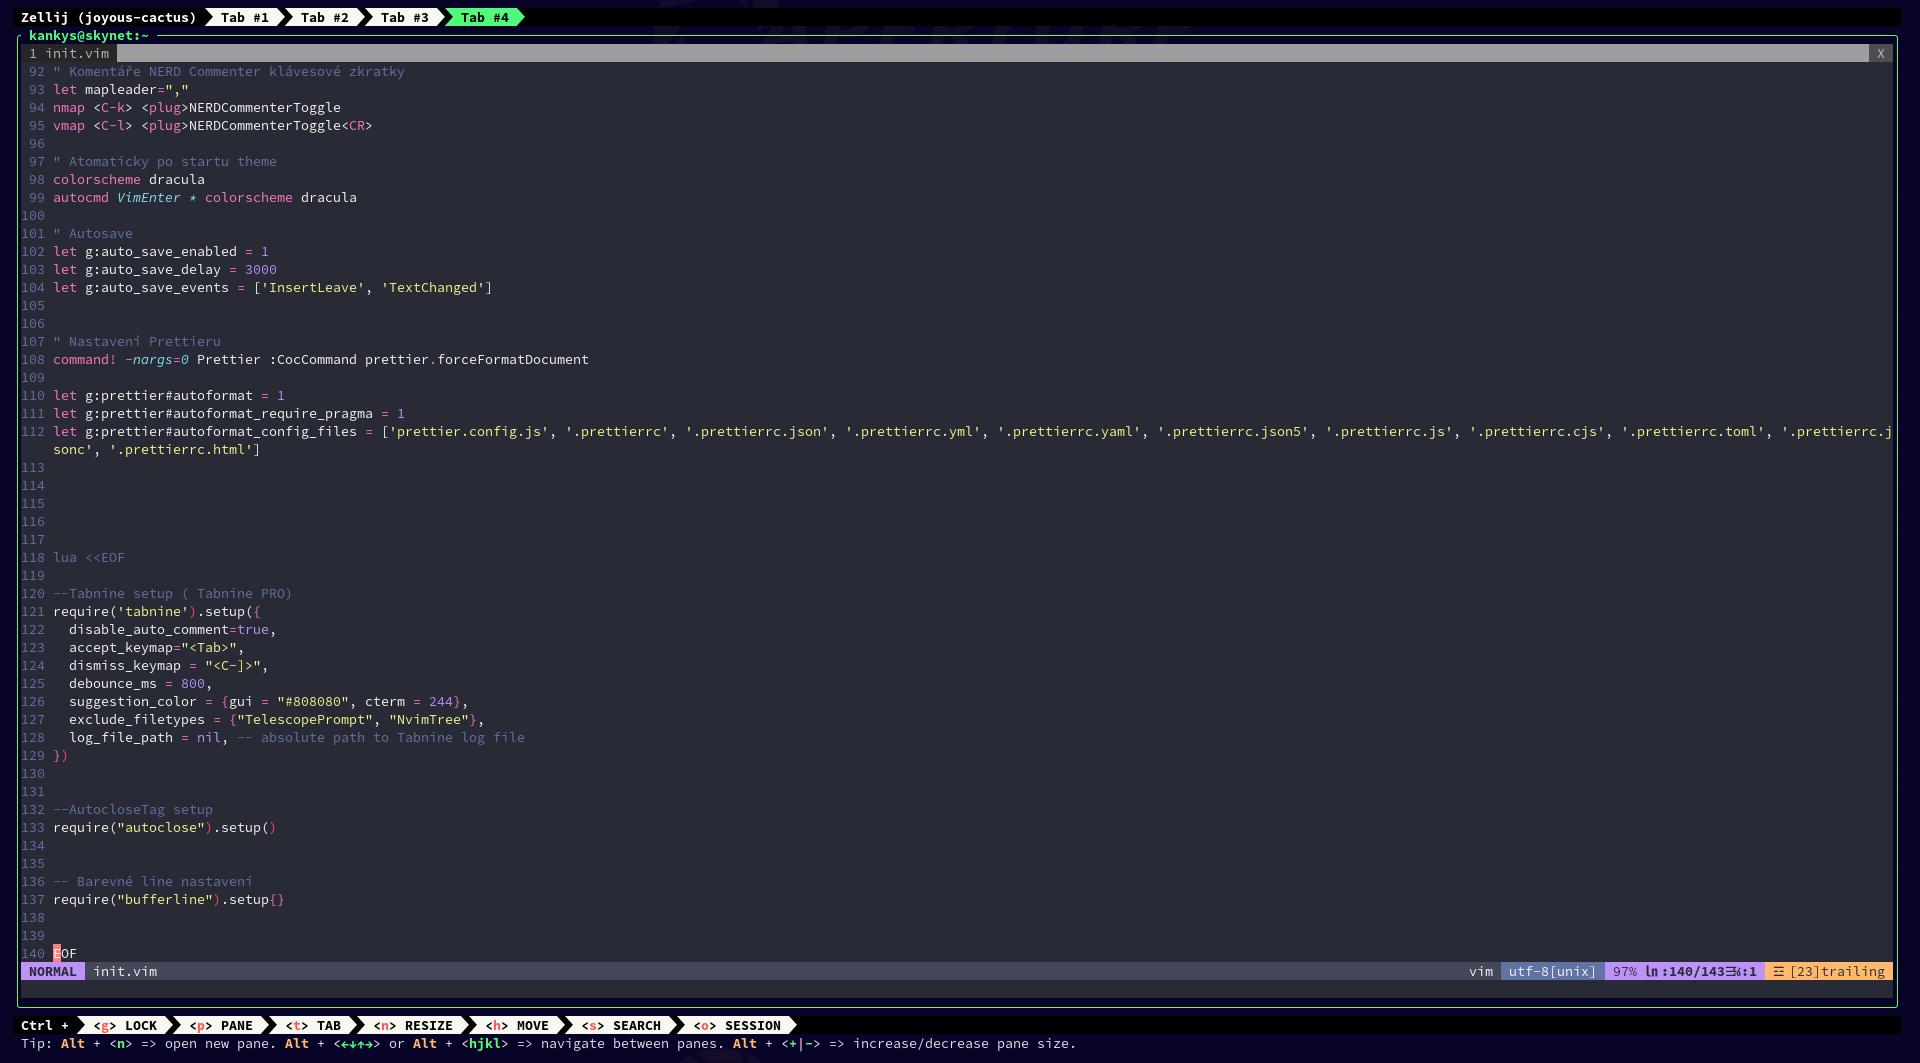 Zellij (joyous-cactus) Tab #1 Tab #2 Tab #3 Tab #4
kankys@skynet:~
1 init.vim X
92 " Komentáře NERD Commenter klávesové zkratky
93 let mapleader=","
94 nmap <C-k> <plug>NERDCommenterToggle
95 vmap <C-l> <plug>NERDCommenterToggle<CR>
96
97 " Atomaticky po startu theme
98 colorscheme dracula
99 autocmd VimEnter * colorscheme dracula
100
101 " Autosave
102 let g:auto_save_enabled = 1
103 let g:auto_save_delay = 3000
104 let g:auto_save_events = ['InsertLeave', 'TextChanged']
105
106
107 " Nastavení Prettieru
108 command! -nargs=0 Prettier :CocCommand prettier.forceFormatDocument
109
110 let g:prettier#autoformat = 1
111 let g:prettier#autoformat_require_pragma = 1
112 let g:prettier#autoformat_config_files = ['prettier.config.js', '.prettierrc', '.prettierrc.json', '.prettierrc.yml', '.prettierrc.yaml', '.prettierrc.json5', '.prettierrc.js', '.prettierrc.cjs', '.prettierrc.toml', '.prettierrc.j
sonc', '.prettierrc.html']
113
114
115
116
117
118 lua <<EOF
119
120 --Tabnine setup ( Tabnine PRO)
121 require('tabnine').setup({
122   disable_auto_comment=true,
123   accept_keymap="<Tab>",
124   dismiss_keymap = "<C-]>",
125   debounce_ms = 800,
126   suggestion_color = {gui = "#808080", cterm = 244},
127   exclude_filetypes = {"TelescopePrompt", "NvimTree"},
128   log_file_path = nil, -- absolute path to Tabnine log file
129 })
130
131
132 --AutocloseTag setup
133 require("autoclose").setup()
134
135
136 -- Barevné line nastavení
137 require("bufferline").setup{}
138
139
140 EOF
NORMAL init.vim vim utf-8[unix] 97% ln:140/143☰:1 ☲ [23]trailing
Ctrl + <g> LOCK <p> PANE <t> TAB <n> RESIZE <h> MOVE <s> SEARCH <o> SESSION
Tip: Alt + <n> => open new pane. Alt + <←↓↑→> or Alt + <hjkl> => navigate between panes. Alt + <+|-> => increase/decrease pane size.